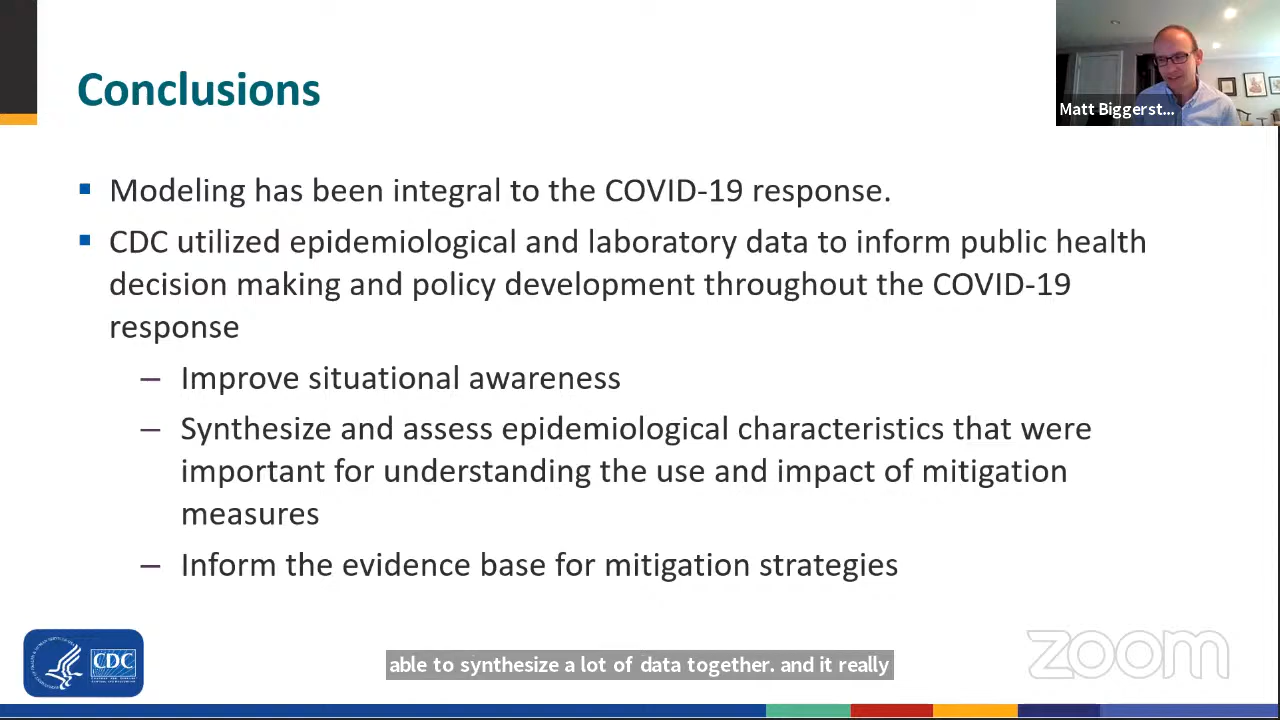 Conclusions
Matt Biggerst...
▪ Modeling has been integral to the COVID-19 response.
▪ CDC utilized epidemiological and laboratory data to inform public health
decision making and policy development throughout the COVID-19
response
– Improve situational awareness
– Synthesize and assess epidemiological characteristics that were
important for understanding the use and impact of mitigation
measures
– Inform the evidence base for mitigation strategies
CDC
able to synthesize a lot of data together. and it really
zoom